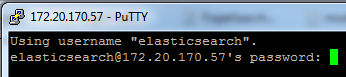 172.20.170.57 - PuTTY
Using username "elasticsearch".
elasticsearch@172.20.170.57's password: